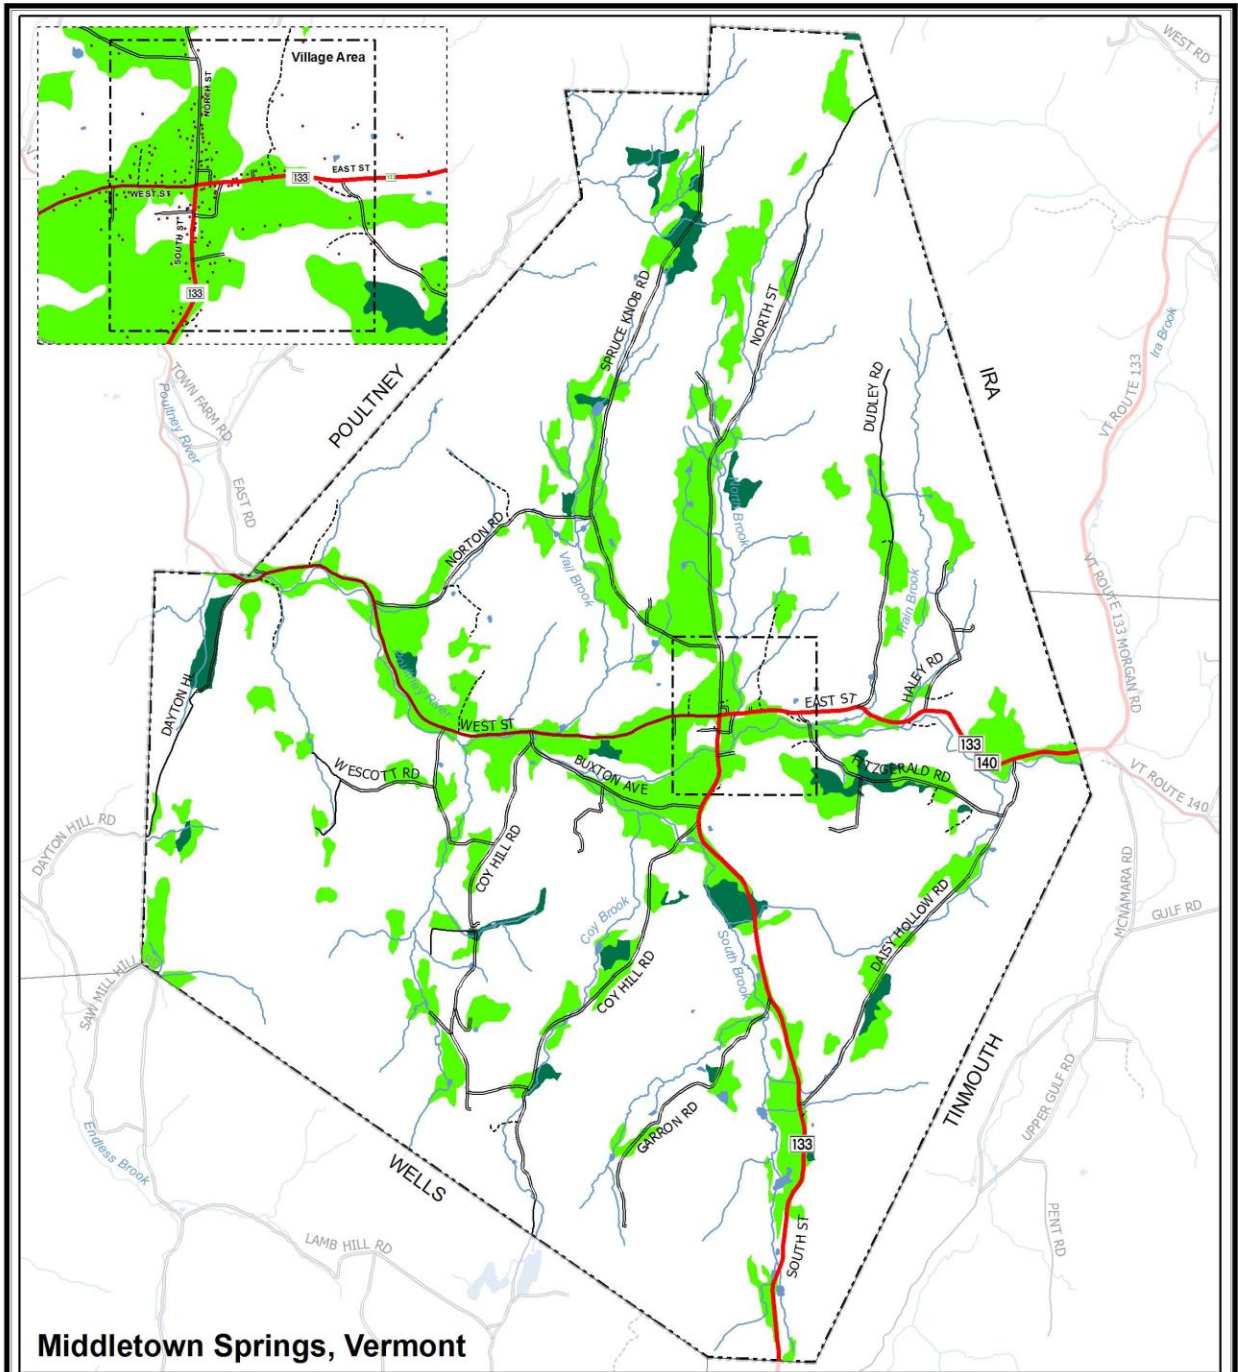 Village Area
NORTH ST
133
EAST ST
WEST ST
SOUTH ST
133
WEST RD
VT ROUTE 133
Ira Brook
IRA
POULTNEY
TOWN FARM RD
Poultney River
EAST RD
SPRUCE KNOB RD
NORTH ST
DUDLEY RD
North Brook
NORTON RD
Vail Brook
Train Brook
VT ROUTE 133
MORGAN RD
HALEY RD
DAYTON HL
Poultney River
WEST ST
EAST ST
133
140
FITZGERALD RD
VT ROUTE 140
WESCOTT RD
BUXTON AVE
DAYTON HILL RD
COY HILL RD
Coy Brook
South Brook
DAISY HOLLOW RD
MCNAMARA RD
GULF RD
SAW MILL HILL
COY HILL RD
TINMOUTH
UPPER GULF RD
GARRON RD
133
Endless Brook
WELLS
LAMB HILL RD
SOUTH ST
PENT RD
Middletown Springs, Vermont